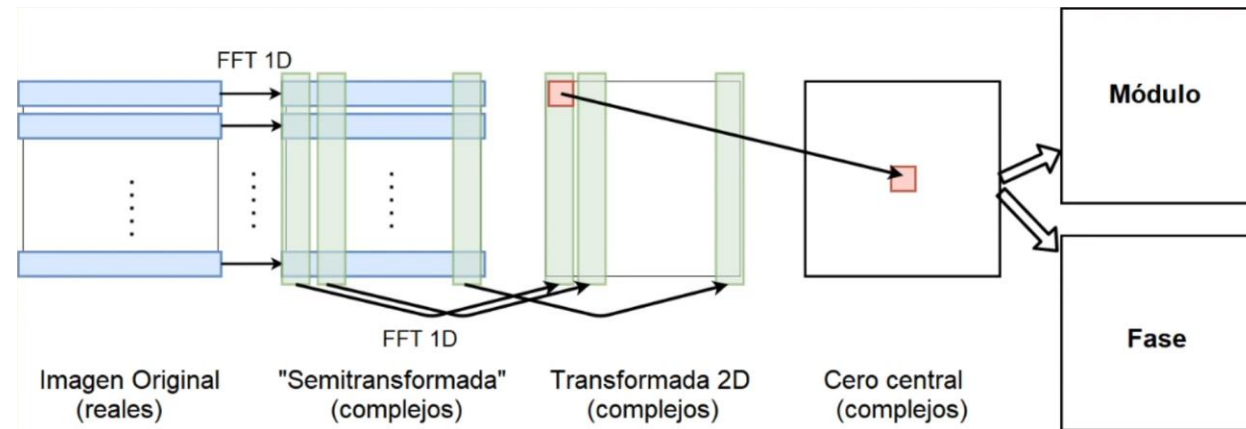 FFT 1D
FFT 1D
Imagen Original
(reales)
"Semitransformada"
(complejos)
Transformada 2D
(complejos)
Cero central
(complejos)
Módulo
Fase